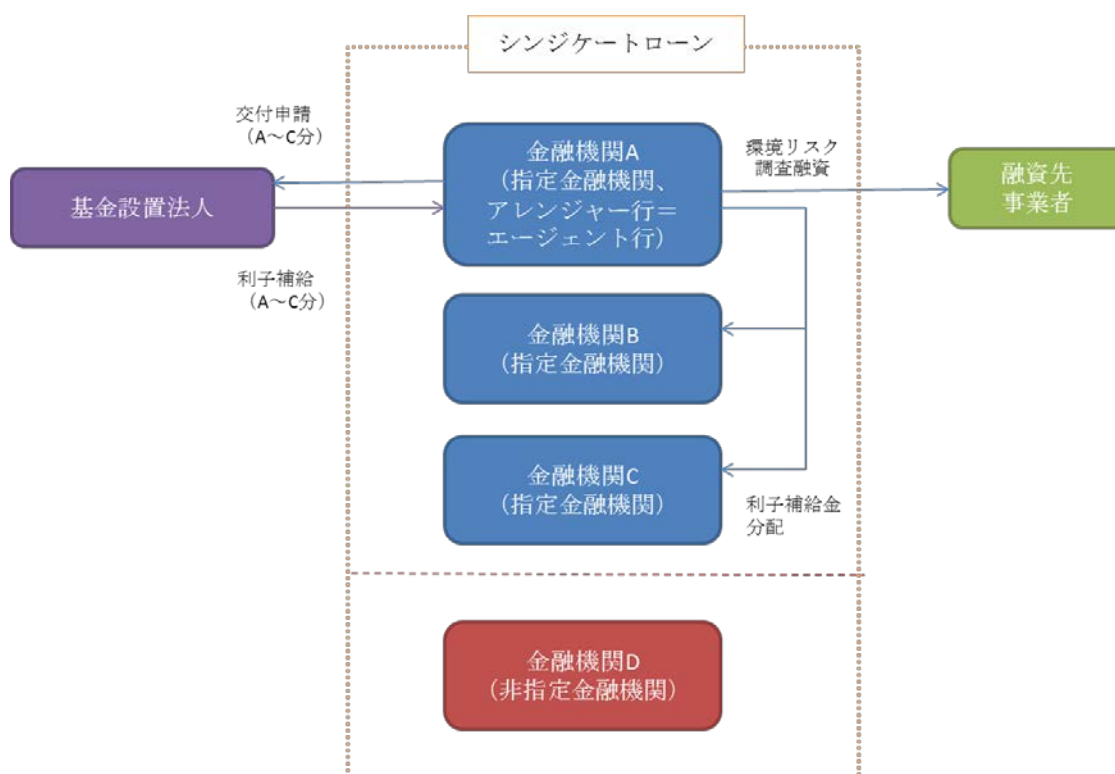 シンジケートローン
交付申請
（A～C分）
基金設置法人
利子補給
（A～C分）
金融機関A
（指定金融機関、
アレンジャー行＝
エージェント行）
環境リスク
調査融資
融資先
事業者
金融機関B
（指定金融機関）
金融機関C
（指定金融機関）
利子補給金
分配
金融機関D
（非指定金融機関）